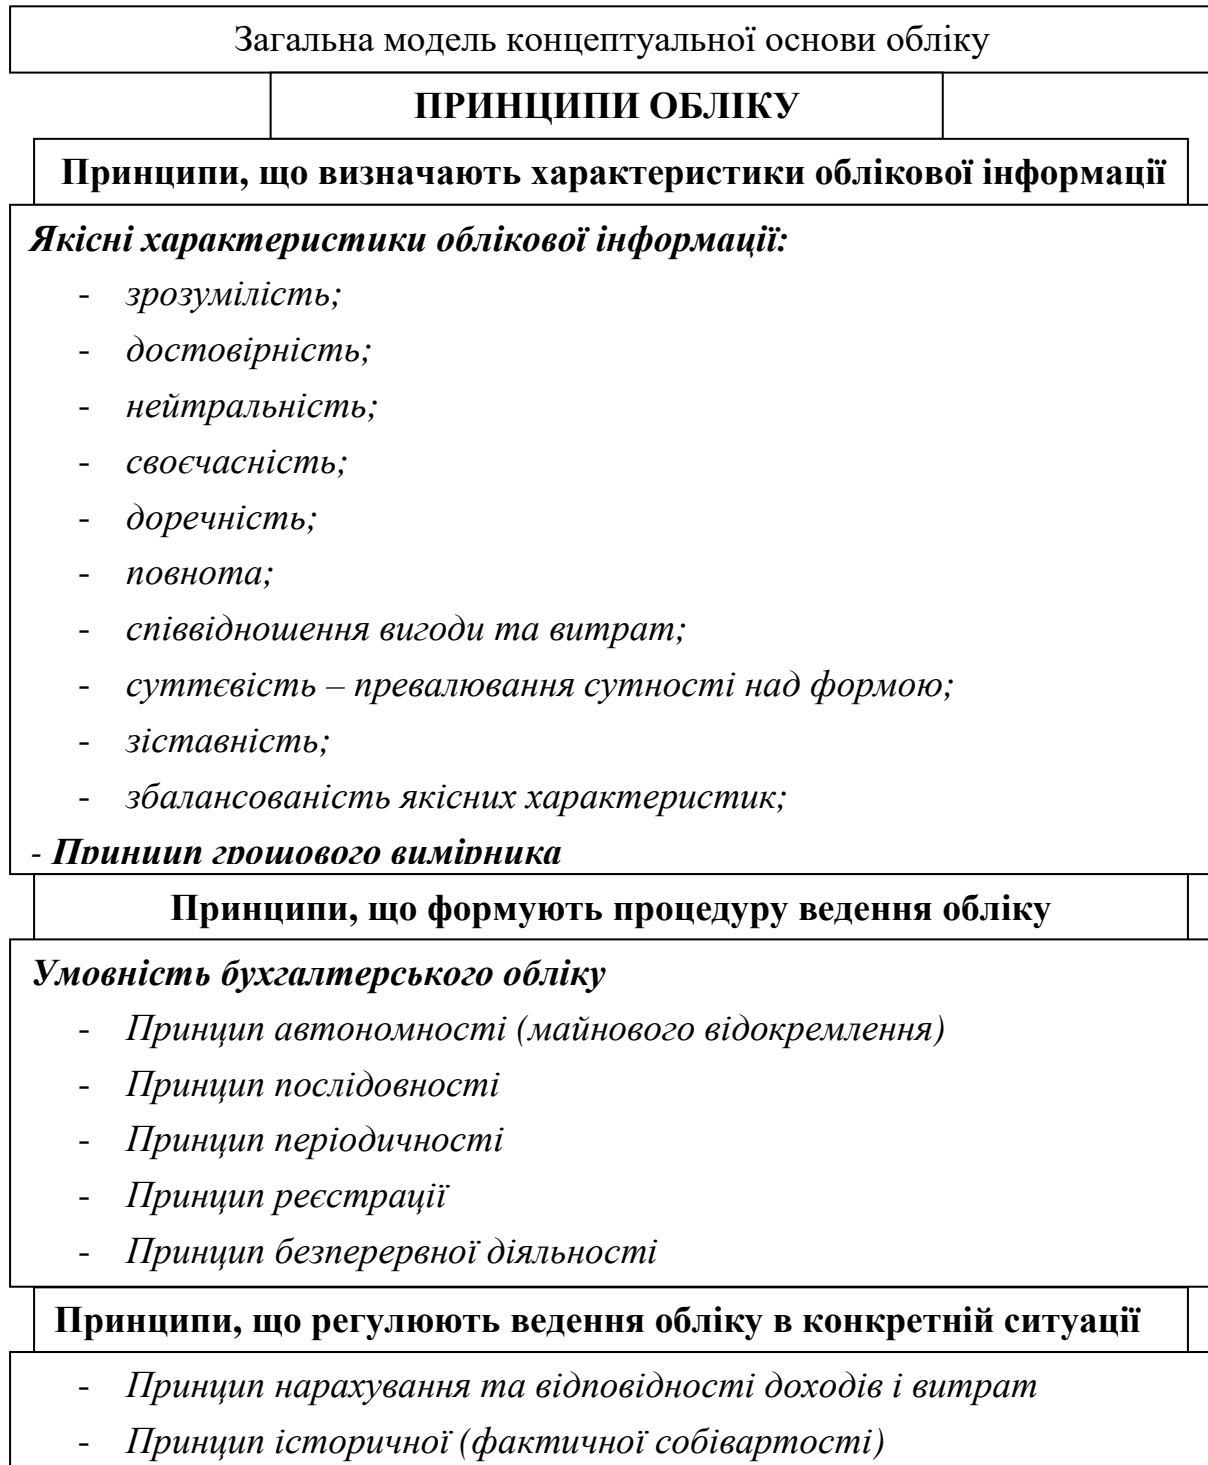 Загальна модель концептуальної основи обліку
ПРИНЦИПИ ОБЛІКУ
Принципи, що визначають характеристики облікової інформації
Якісні характеристики облікової інформації:
- зрозумілість;
- достовірність;
- нейтральність;
- своєчасність;
- доречність;
- повнота;
- співвідношення вигоди та витрат;
- суттєвість – превалювання сутності над формою;
- зіставність;
- збалансованість якісних характеристик;
- Принцип грошового вимірника
Принципи, що формують процедуру ведення обліку
Умовність бухгалтерського обліку
- Принцип автономності (майнового відокремлення)
- Принцип послідовності
- Принцип періодичності
- Принцип реєстрації
- Принцип безперервної діяльності
Принципи, що регулюють ведення обліку в конкретній ситуації
- Принцип нарахування та відповідності доходів і витрат
- Принцип історичної (фактичної собівартості)